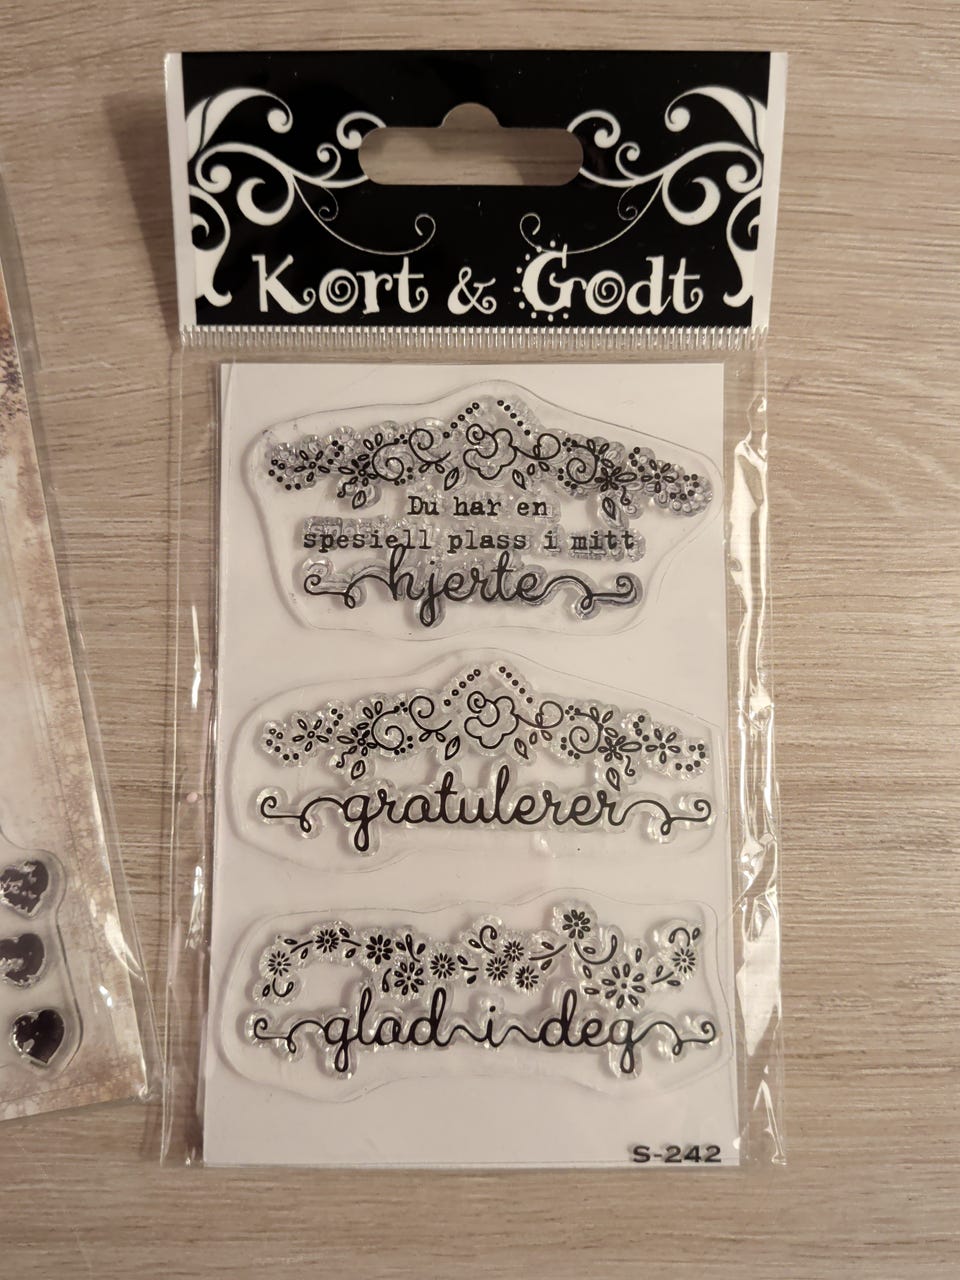 Kort & Godt
Du har en
spesiell plass i mitt
hjerte
gratulerer
glad i deg
S-242